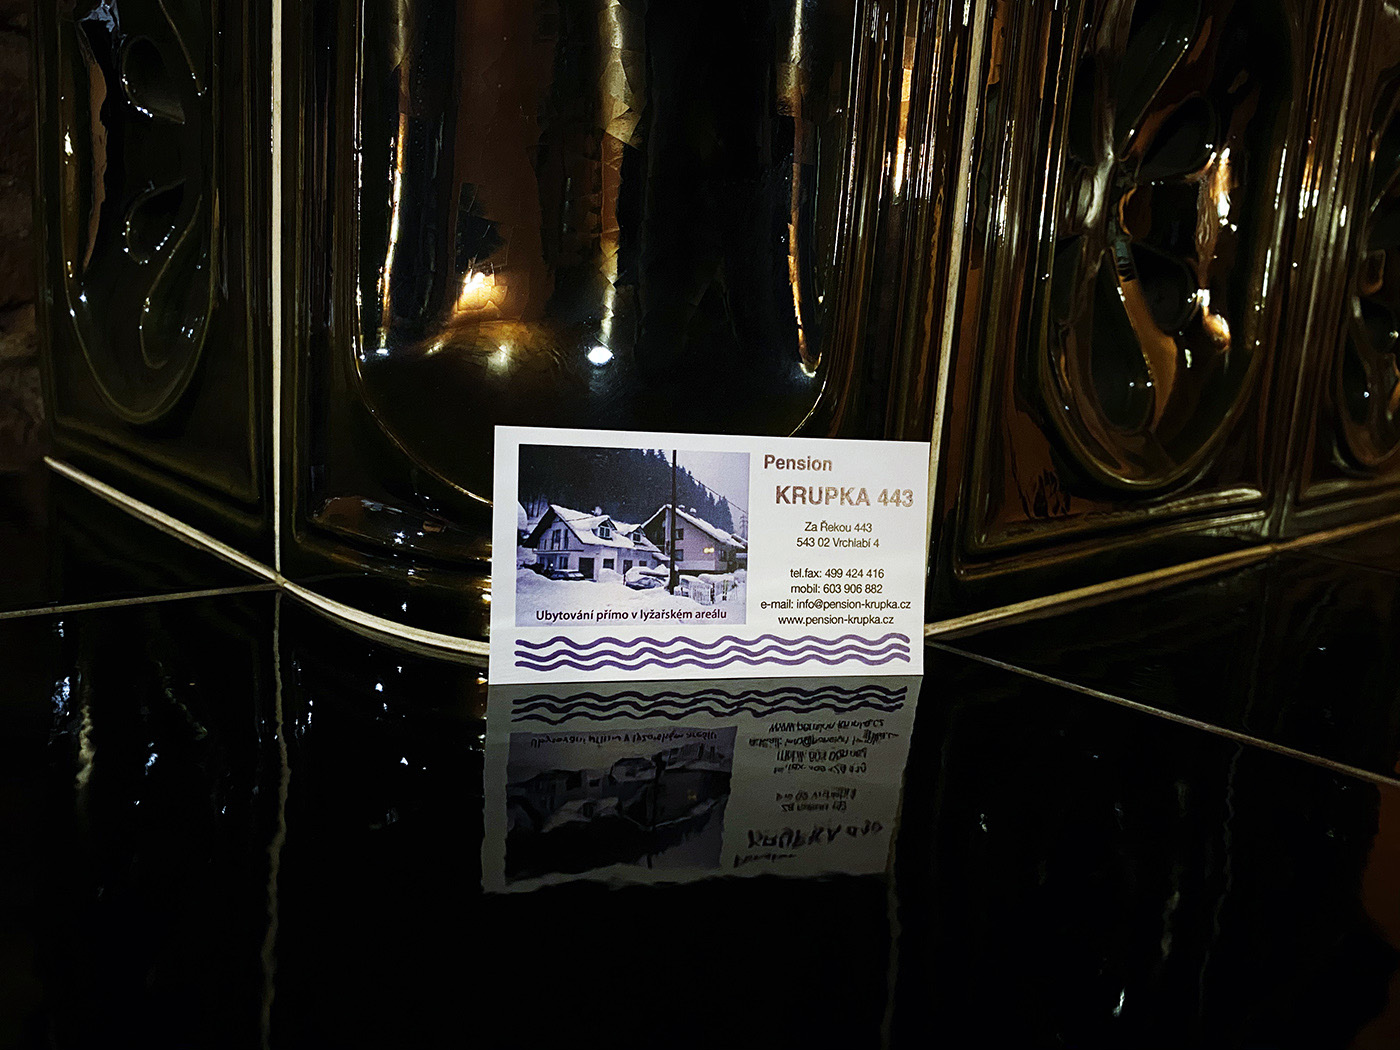 Pension
KRUPKA 443
Za Řekou 443
543 02 Vrchlabí 4
tel.fax: 499 424 416
mobil: 603 906 882
e-mail: info@pension-krupka.cz
www.pension-krupka.cz
Ubytování přímo v lyžařském areálu